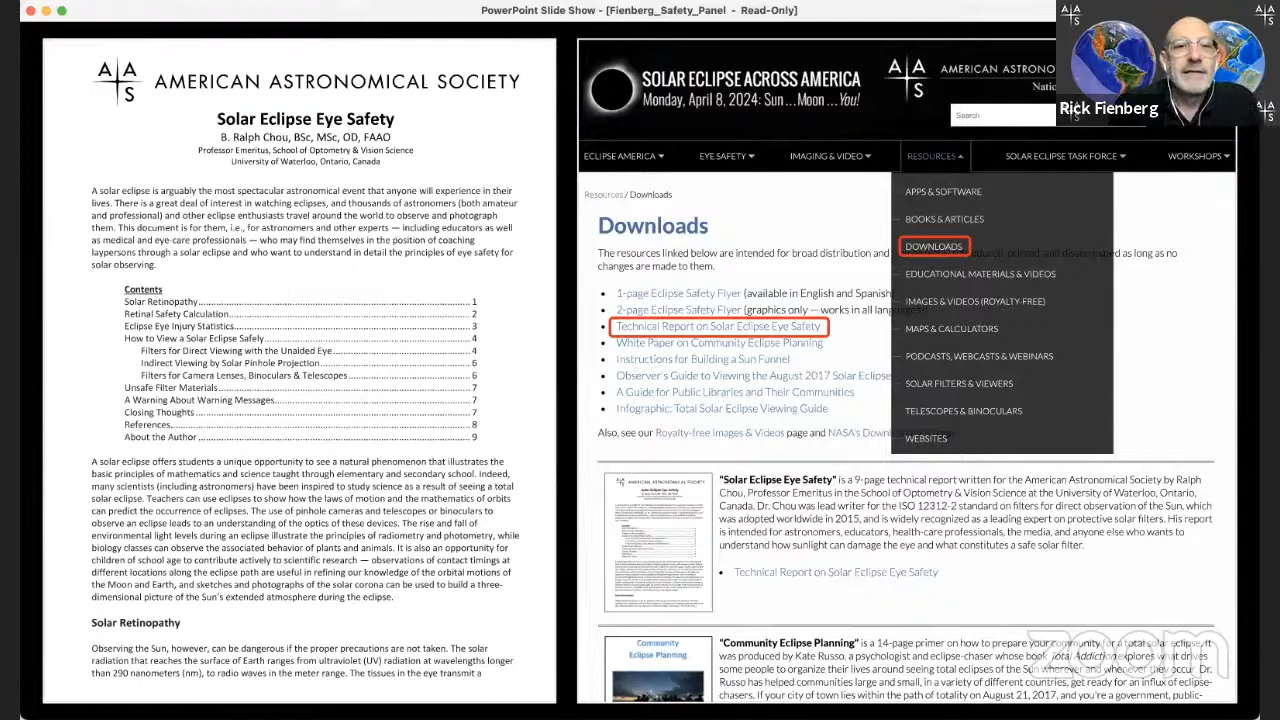 PowerPoint Slide Show - [Fienberg_Safety_Panel - Read-Only]
A A
S
AMERICAN ASTRONOMICAL SOCIETY
Solar Eclipse Eye Safety
B. Ralph Chou, BSc, MSc, OD, FAAO
Professor Emeritus, School of Optometry & Vision Science
University of Waterloo, Ontario, Canada
A solar eclipse is arguably the most spectacular astronomical event that anyone will experience in their
lives. There is a great deal of interest in watching eclipses, and thousands of astronomers (both amateur
and professional) and other eclipse enthusiasts travel around the world to observe and photograph
them. This document is for them, i.e., for astronomers and other experts — including educators as well
as medical and eye-care professionals — who may find themselves in the position of coaching
laypersons through a solar eclipse and who want to understand in detail the principles of eye safety for
solar observing.
Contents
Solar Retinopathy 1
Retinal Safety Calculation 2
Eclipse Eye Injury Statistics 3
How to View a Solar Eclipse Safely 4
Filters for Direct Viewing with the Unaided Eye 4
Indirect Viewing by Solar Pinhole Projection 6
Filters for Camera Lenses, Binoculars & Telescopes 6
Unsafe Filter Materials 7
A Warning About Warning Messages 7
Closing Thoughts 7
References 8
About the Author 9
A solar eclipse offers students a unique opportunity to see a natural phenomenon that illustrates the
basic principles of mathematics and science taught through elementary and secondary school. Indeed,
many scientists (including astronomers) have been inspired to study science as a result of seeing a total
solar eclipse. Teachers can use eclipses to show how the laws of motion and the mathematics of orbits
can predict the occurrence of eclipses. The use of pinhole cameras and telescopes or binoculars to
observe an eclipse leads to an understanding of the optics of these devices. The rise and fall of
environmental light levels during an eclipse illustrate the principles of radiometry and photometry, while
biology classes can observe the associated behavior of plants and animals. It is also an opportunity for
children of school age to contribute actively to scientific research — observations of contact timings at
different locations along the eclipse path are useful in refining our knowledge of the orbital motions of
the Moon and Earth, and sketches and photographs of the solar corona can be used to build a three-
dimensional picture of the Sun's extended atmosphere during the eclipse.
Solar Retinopathy
Observing the Sun, however, can be dangerous if the proper precautions are not taken. The solar
radiation that reaches the surface of Earth ranges from ultraviolet (UV) radiation at wavelengths longer
than 290 nanometers (nm), to radio waves in the meter range. The tissues in the eye transmit a
SOLAR ECLIPSE ACROSS AMERICA
Monday, April 8, 2024: Sun...Moon...You!
A A
S
AMERICAN ASTRONO
Natio
Search
Rick Fienberg
ECLIPSE AMERICA
EYE SAFETY
IMAGING & VIDEO
RESOURCES
SOLAR ECLIPSE TASK FORCE
WORKSHOPS
APPS & SOFTWARE
BOOKS & ARTICLES
DOWNLOADS
EDUCATIONAL MATERIALS & VIDEOS
IMAGES & VIDEOS (ROYALTY-FREE)
MAPS & CALCULATORS
PODCASTS, WEBCASTS & WEBINARS
SOLAR FILTERS & VIEWERS
TELESCOPES & BINOCULARS
WEBSITES
Resources / Downloads
Downloads
The resources linked below are intended for broad distribution and as long as no
changes are made to them.
1-page Eclipse Safety Flyer (available in English and Spanish
2-page Eclipse Safety Flyer (graphics only — works in all langu
Technical Report on Solar Eclipse Eye Safety
White Paper on Community Eclipse Planning
Instructions for Building a Sun Funnel
Observer's Guide to Viewing the August 2017 Solar Eclipse
A Guide for Public Libraries and Their Communities
Infographic: Total Solar Eclipse Viewing Guide
Also, see our Royalty-free Images & Videos page and NASA's Down
"Solar Eclipse Eye Safety" is a 9-page technical report written for the American Astronomical Society by Ralph
Chou, Professor Emeritus in the School of Optometry & Vision Science at the University of Waterloo, Ontario,
Canada. Dr. Chou was lead writer for the ISO 12312-2 standard on filters for direct observation of the Sun, which
was adopted worldwide in 2015, and is widely recognized as a leading expert on protective solar filters. His report
is intended for astronomers, educators, health-care professionals, the media, and anyone else who wants to
understand how sunlight can damage the eye and what constitutes a safe solar filter.
Technical Report on Solar Eclipse Eye Safety
Community
Eclipse Planning
"Community Eclipse Planning" is a 14-page primer on how to prepare your community for a total solar eclipse. It
was produced by Kate Russo, a psychologist and eclipse-chaser whose book Total Addiction explores what drives
some people to organize their lives around seeing total eclipses of the Sun wherever and whenever they occur. Dr.
Russo has helped communities large and small, in a variety of different countries, get ready for an influx of eclipse-
chasers. If your city of town lies within the path of totality on August 21, 2017, and you're a government, public-
zoom